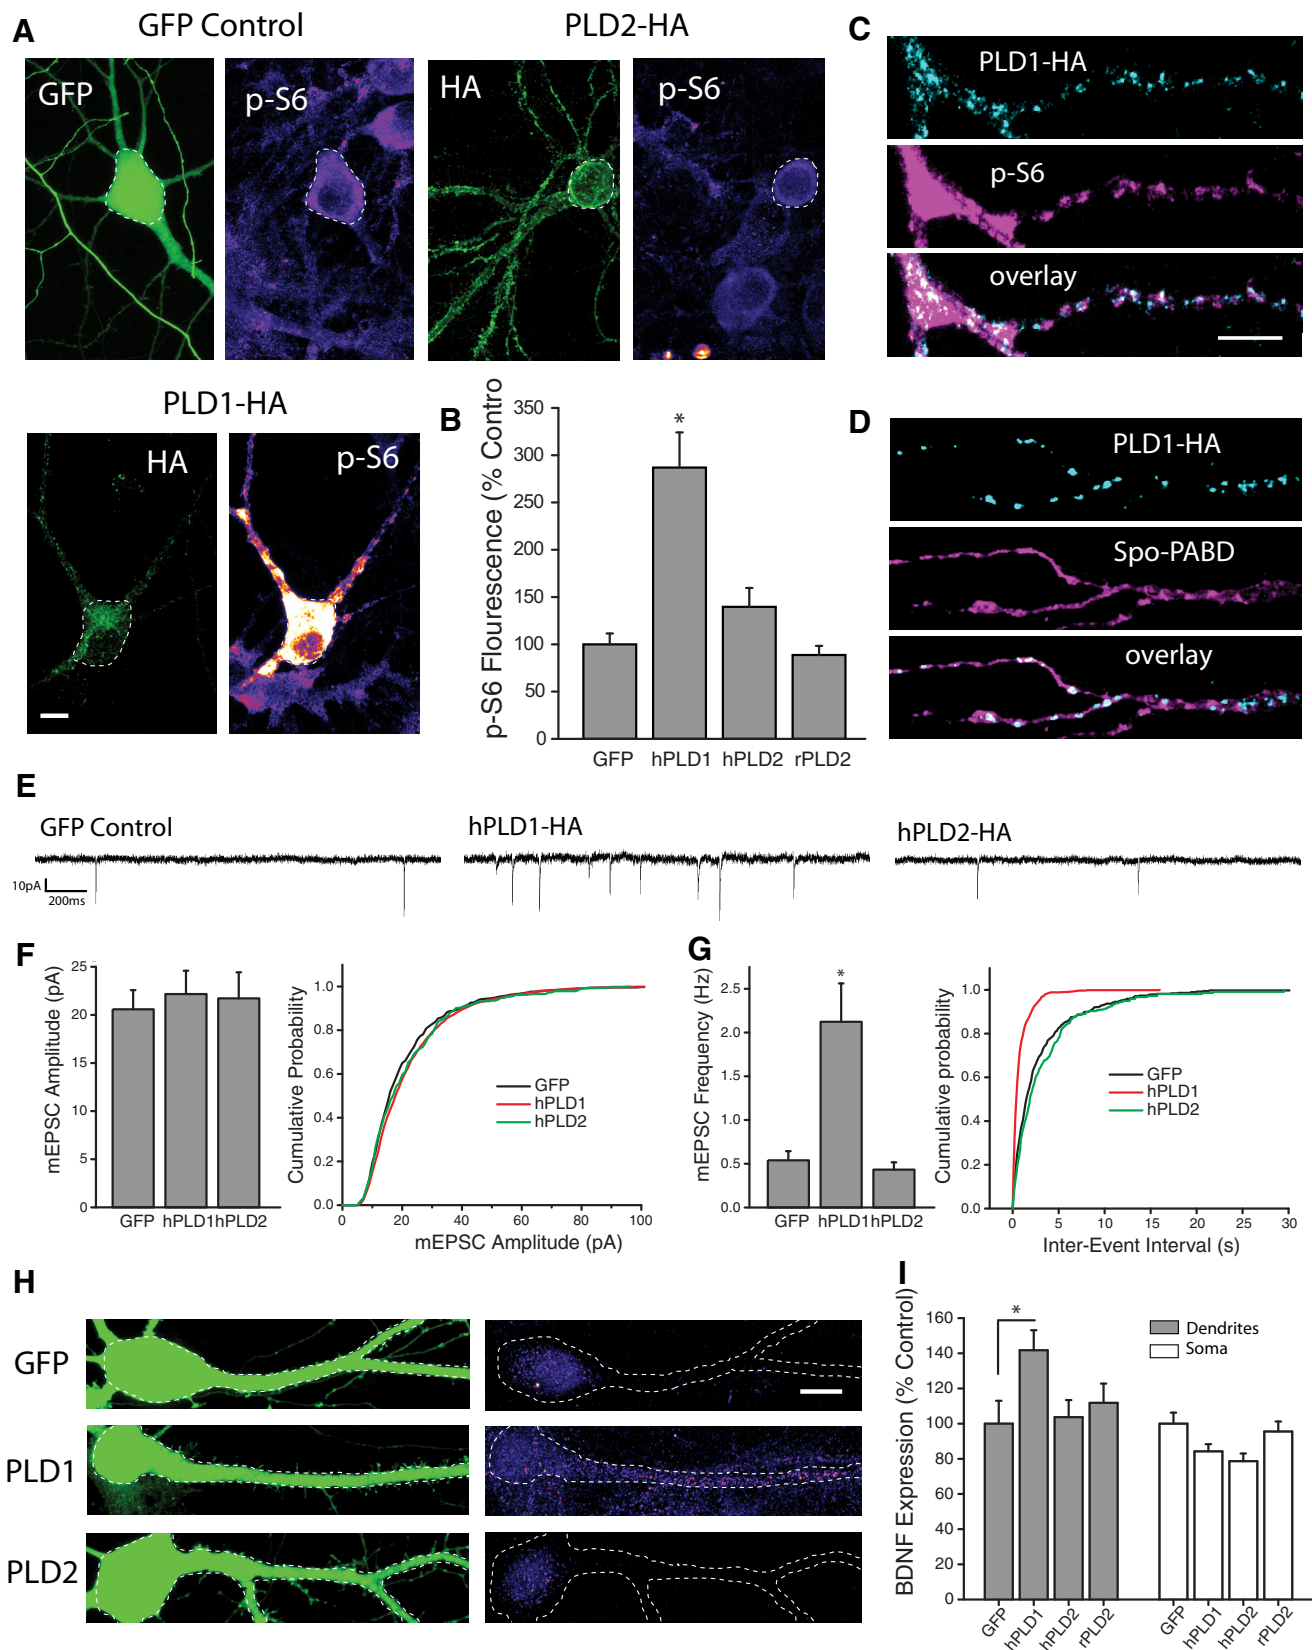 A
GFP Control
PLD2-HA
GFP
p-S6
HA
p-S6
PLD1-HA
HA
p-S6
B
p-S6 Flourescence (% Contro
350
300
250
200
150
100
50
0
*
GFP hPLD1 hPLD2 rPLD2
C
PLD1-HA
p-S6
overlay
D
PLD1-HA
Spo-PABD
overlay
E
GFP Control
hPLD1-HA
hPLD2-HA
10pA
200ms
F
mEPSC Amplitude (pA)
25
20
15
10
5
0
GFP hPLD1hPLD2
Cumulative Probability
1.0
0.8
0.6
0.4
0.2
0.0
GFP
hPLD1
hPLD2
0 20 40 60 80 100
mEPSC Amplitude (pA)
G
mEPSC Frequency (Hz)
2.5
2.0
1.5
1.0
0.5
0.0
*
GFP hPLD1hPLD2
Cumulative probability
1.0
0.8
0.6
0.4
0.2
0.0
GFP
hPLD1
hPLD2
0 5 10 15 20 25 30
Inter-Event Interval (s)
H
GFP
PLD1
PLD2
I
BDNF Expression (% Control)
160
140
120
100
80
60
40
20
0
*
Dendrites
Soma
GFP hPLD1 hPLD2 rPLD2
GFP hPLD1 hPLD2 rPLD2